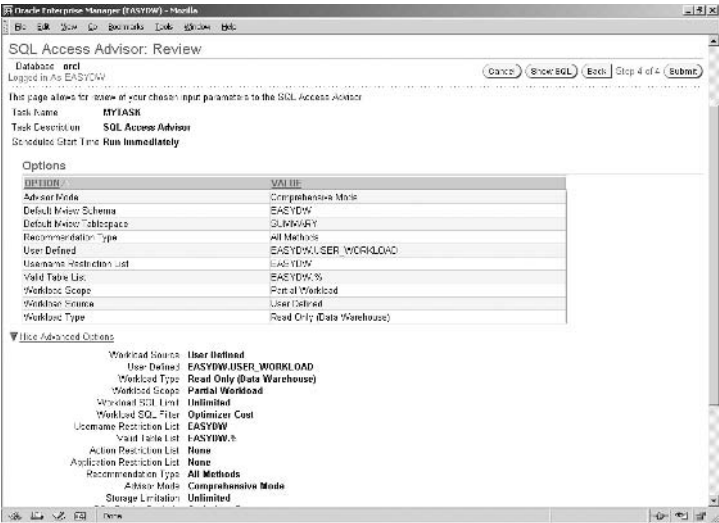 Oracle Enterprise Manager (EASYDW) - Mozilla
File Edit View Go Bookmarks Tools Window Help
SQL Access Advisor: Review
Database orcl
Logged in As EASYDW
Cancel Show SQL Back Step 4 of 4 Submit
This page allows for review of your chosen input parameters to the SQL Access Advisor
Task Name MYTASK
Task Description SQL Access Advisor
Scheduled Start Time Run Immediately
Options
OPTION VALUE
Advisor Mode Comprehensive Mode
Default Mview Schema EASYDW
Default Mview Tablespace SUMMARY
Recommendation Type All Methods
User Defined EASYDW.USER_WORKLOAD
Username Restriction List EASYDW
Valid Table List EASYDW.%
Workload Scope Partial Workload
Workload Source User Defined
Workload Type Read Only (Data Warehouse)
Hide Advanced Options
Workload Source User Defined
User Defined EASYDW.USER_WORKLOAD
Workload Type Read Only (Data Warehouse)
Workload Scope Partial Workload
Workload SQL Limit Unlimited
Workload SQL Filter Optimizer Cost
Username Restriction List EASYDW
Valid Table List EASYDW.%
Action Restriction List None
Application Restriction List None
Recommendation Type All Methods
Advisor Mode Comprehensive Mode
Storage Limitation Unlimited
Done